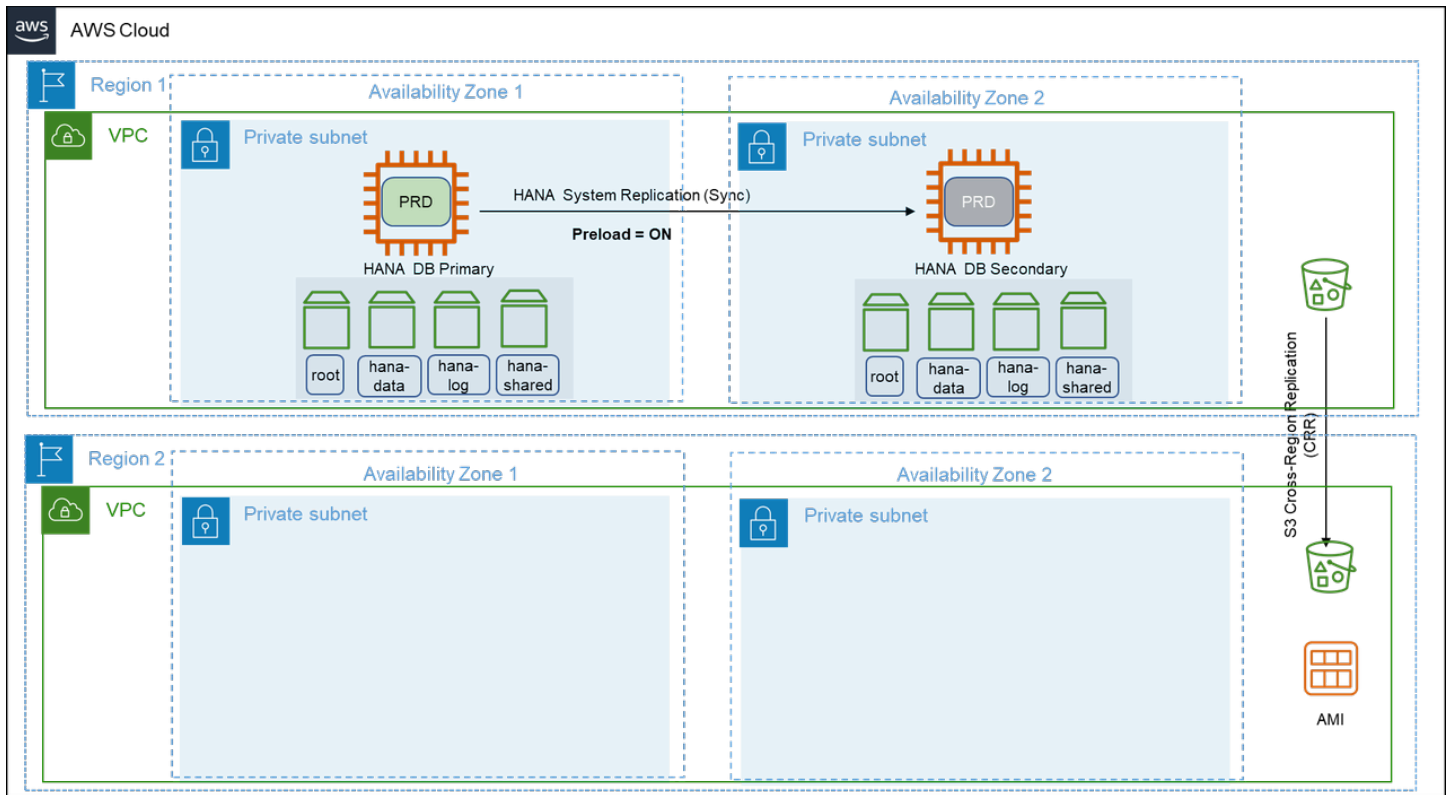 aws
AWS Cloud
Region 1
Availability Zone 1
Availability Zone 2
VPC
Private subnet
Private subnet
PRD
HANA System Replication (Sync)
PRD
Preload = ON
HANA DB Primary
HANA DB Secondary
root
hana-
data
hana-
log
hana-
shared
root
hana-
data
hana-
log
hana-
shared
S3 Cross-Region Replication
(CRR)
Region 2
Availability Zone 1
Availability Zone 2
VPC
Private subnet
Private subnet
AMI